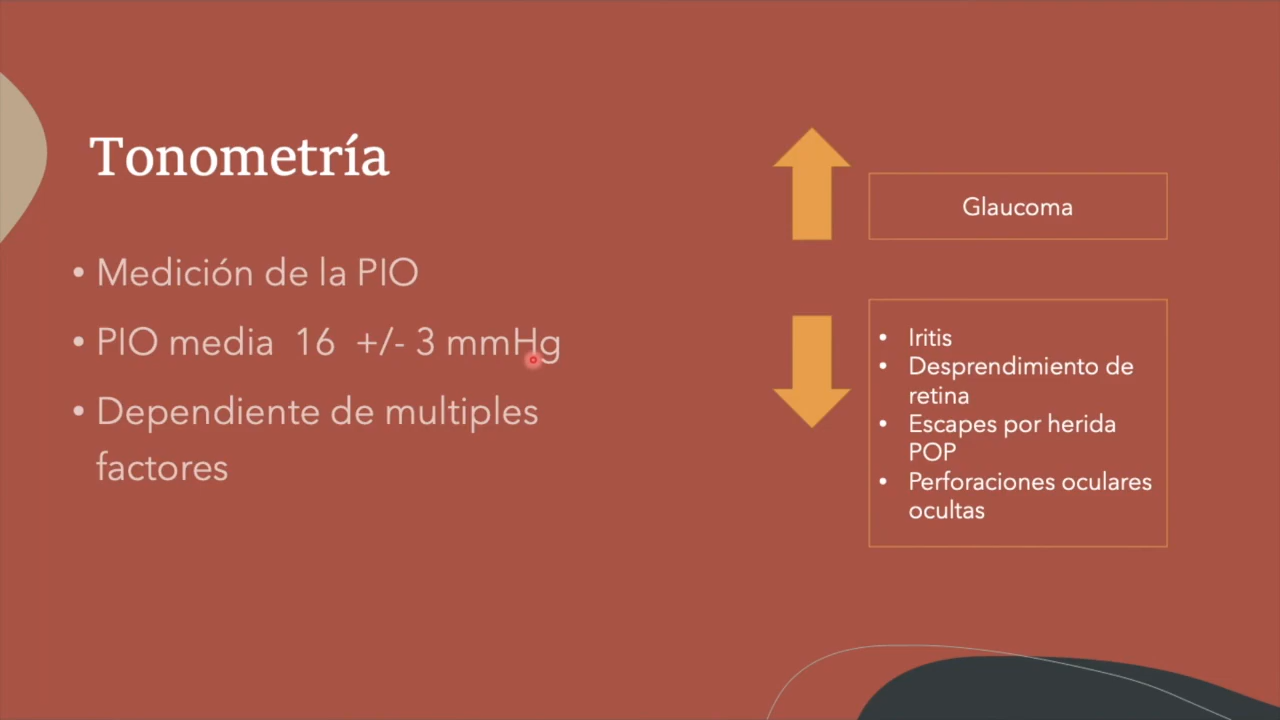 Tonometría
• Medición de la PIO
• PIO media 16 +/- 3 mmHg
• Dependiente de multiples
factores
Glaucoma
• Iritis
• Desprendimiento de
retina
• Escapes por herida
POP
• Perforaciones oculares
ocultas